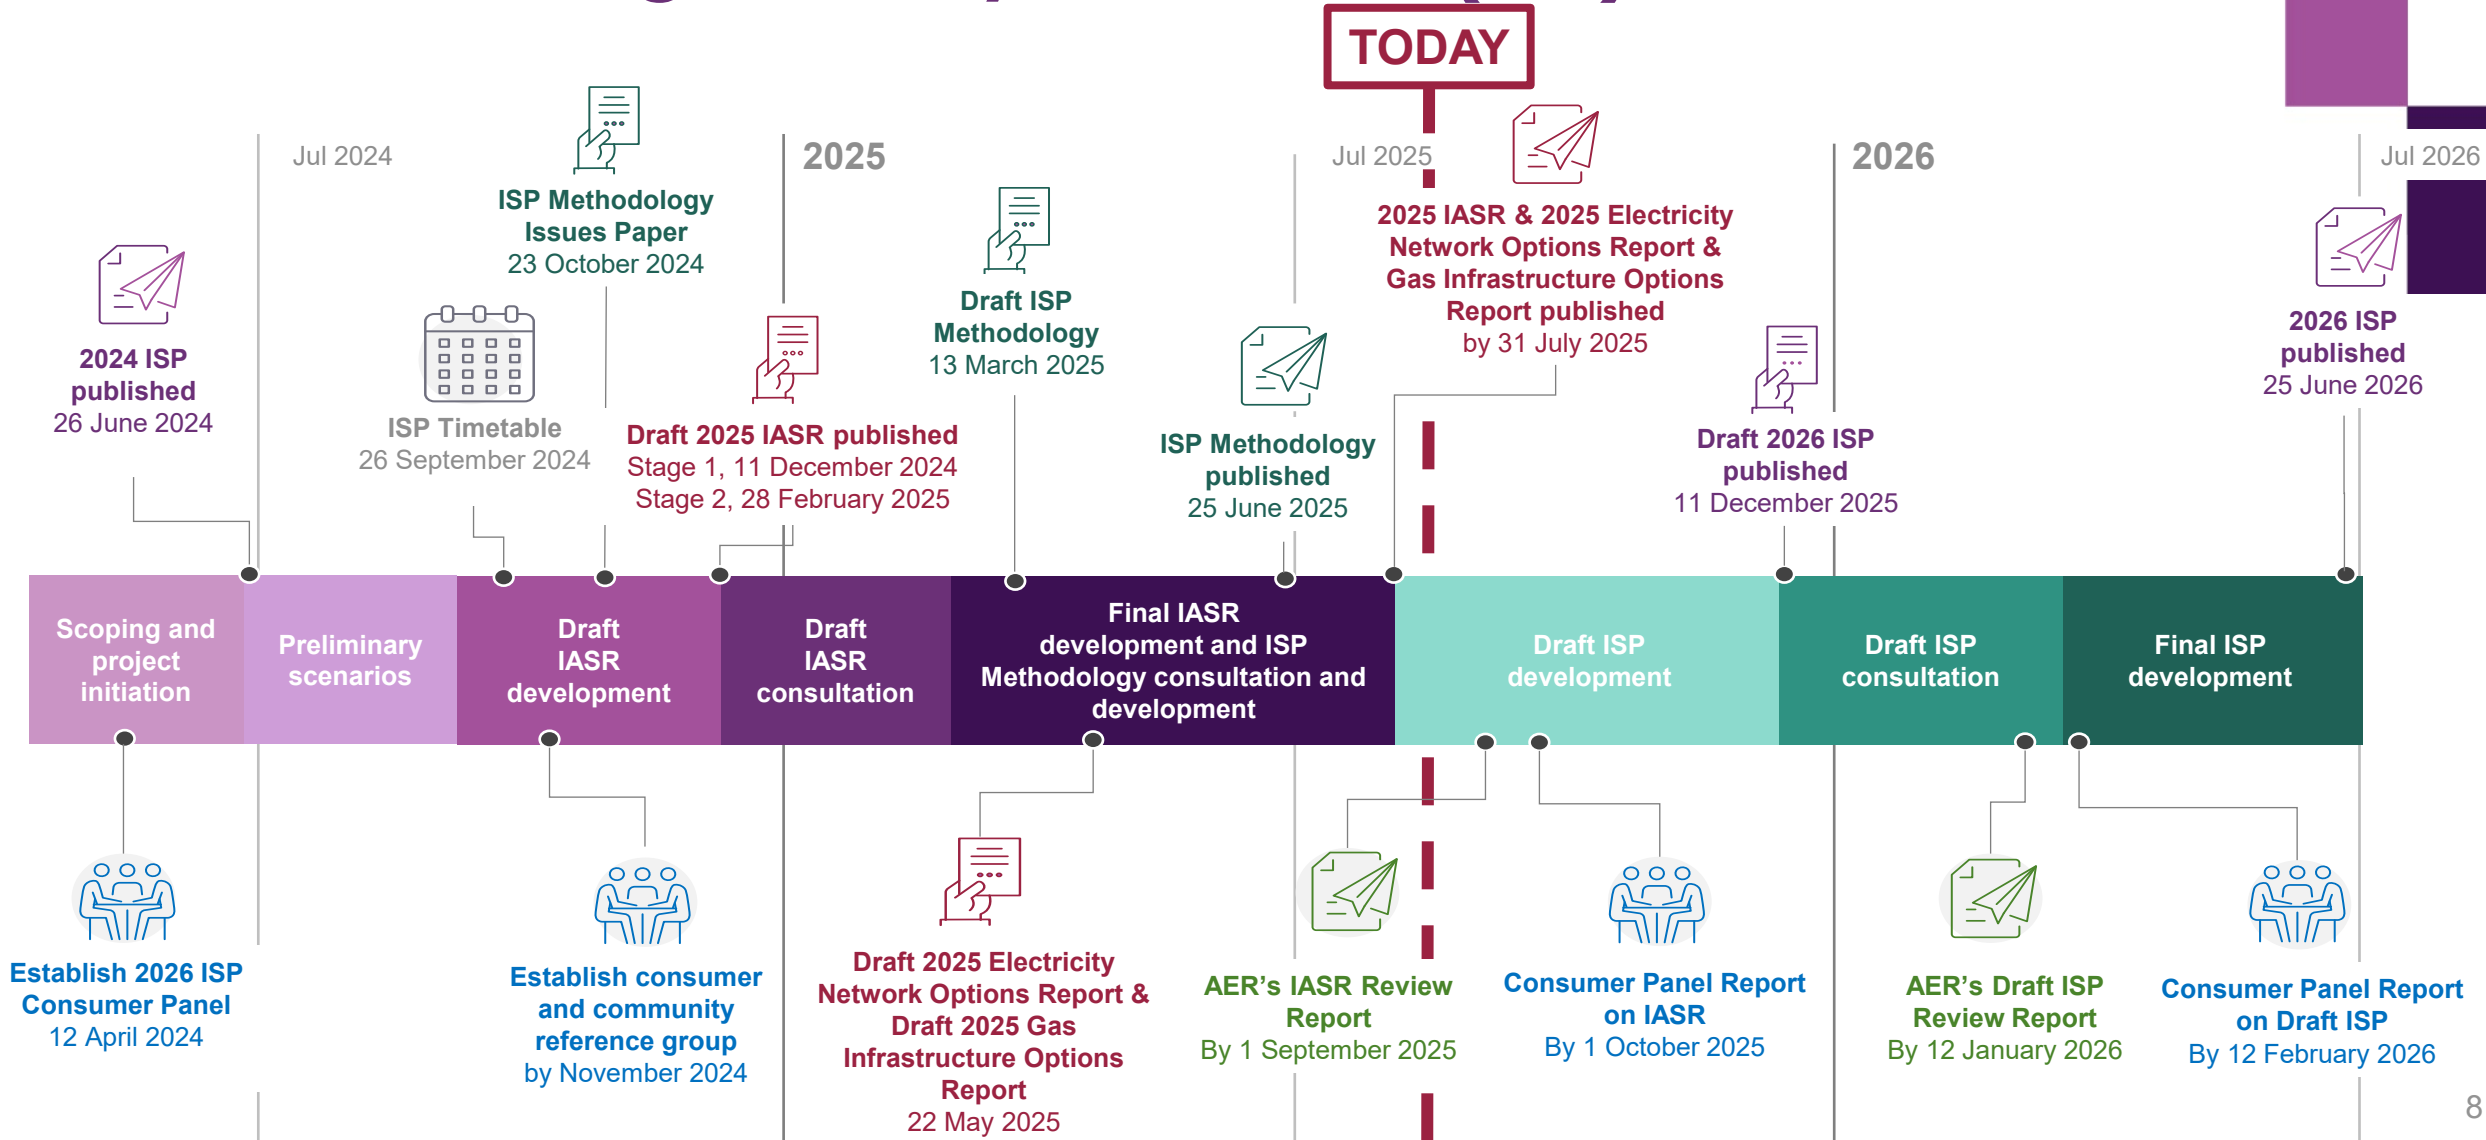 TODAY
Jul 2024
2025
Jul 2025
2026
Jul 2026
2024 ISP
published
26 June 2024
ISP Timetable
26 September 2024
ISP Methodology
Issues Paper
23 October 2024
Draft 2025 IASR published
Stage 1, 11 December 2024
Stage 2, 28 February 2025
Draft ISP
Methodology
13 March 2025
ISP Methodology
published
25 June 2025
2025 IASR & 2025 Electricity
Network Options Report &
Gas Infrastructure Options
Report published
by 31 July 2025
Draft 2026 ISP
published
11 December 2025
2026 ISP
published
25 June 2026
Scoping and
project
initiation
Preliminary
scenarios
Draft
IASR
development
Draft
IASR
consultation
Final IASR
development and ISP
Methodology consultation and
development
Draft ISP
development
Draft ISP
consultation
Final ISP
development
Establish 2026 ISP
Consumer Panel
12 April 2024
Establish consumer
and community
reference group
by November 2024
Draft 2025 Electricity
Network Options Report &
Draft 2025 Gas
Infrastructure Options
Report
22 May 2025
AER’s IASR Review
Report
By 1 September 2025
Consumer Panel Report
on IASR
By 1 October 2025
AER’s Draft ISP
Review Report
By 12 January 2026
Consumer Panel Report
on Draft ISP
By 12 February 2026
8